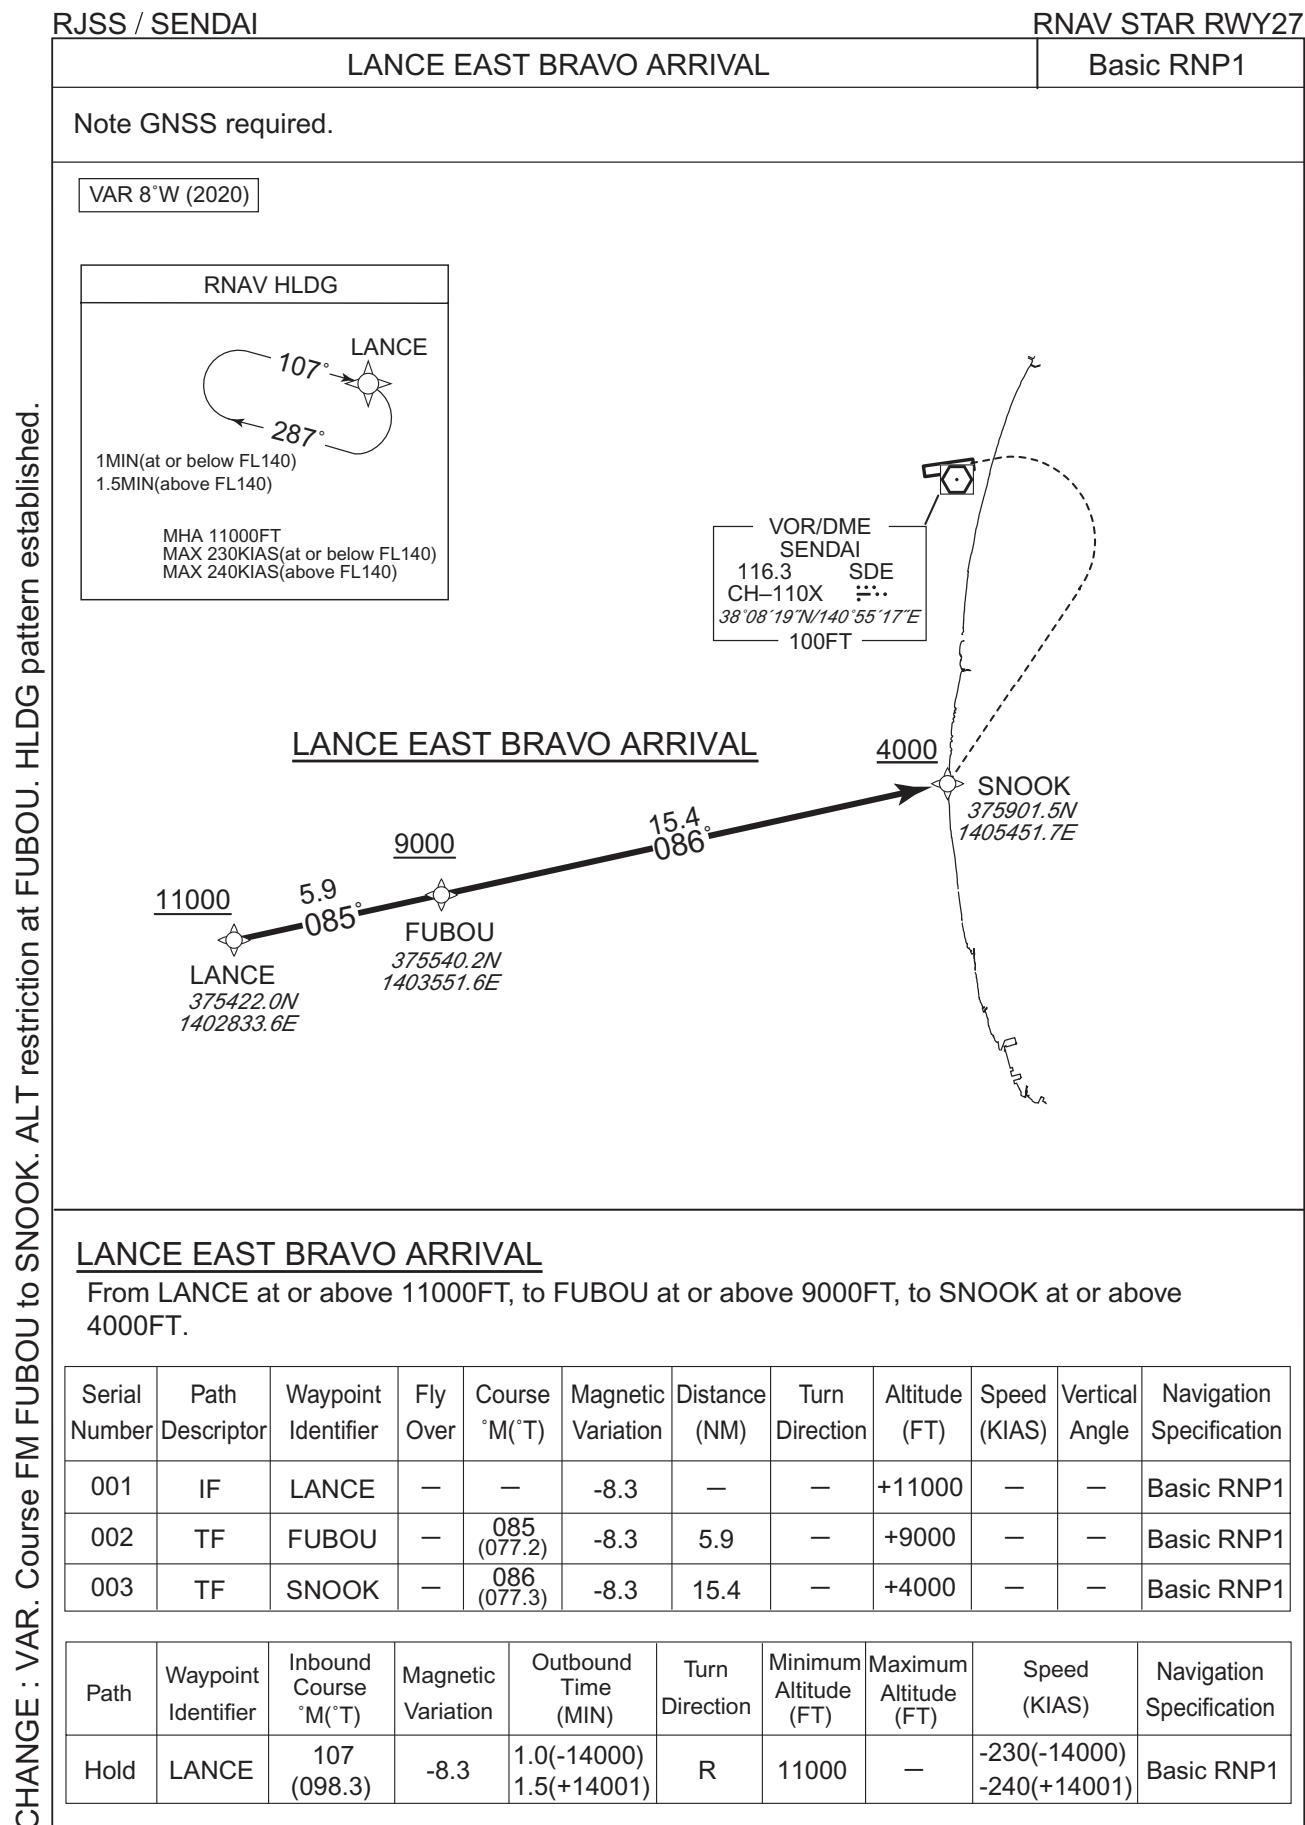 RJSS / SENDAI
RNAV STAR RWY27
LANCE EAST BRAVO ARRIVAL
Basic RNP1
Note GNSS required.
VAR 8˚W (2020)
RNAV HLDG
LANCE
107˚
287˚
1MIN(at or below FL140)
1.5MIN(above FL140)
MHA 11000FT
MAX 230KIAS(at or below FL140)
MAX 240KIAS(above FL140)
VOR/DME
SENDAI
116.3 SDE
CH–110X
38˚08´19˝N/140˚55´17˝E
100FT
LANCE EAST BRAVO ARRIVAL
4000
SNOOK
375901.5N
1405451.7E
15.4
086˚
9000
FUBOU
375540.2N
1403551.6E
5.9
085˚
11000
LANCE
375422.0N
1402833.6E
CHANGE : VAR. Course FM FUBOU to SNOOK. ALT restriction at FUBOU. HLDG pattern established.
LANCE EAST BRAVO ARRIVAL
From LANCE at or above 11000FT, to FUBOU at or above 9000FT, to SNOOK at or above
4000FT.
Serial Number Path Descriptor Waypoint Identifier Fly Over Course ˚M(˚T) Magnetic Variation Distance (NM) Turn Direction Altitude (FT) Speed (KIAS) Vertical Angle Navigation Specification
001 IF LANCE — — -8.3 — — +11000 — — Basic RNP1
002 TF FUBOU — 085 (077.2) -8.3 5.9 — +9000 — — Basic RNP1
003 TF SNOOK — 086 (077.3) -8.3 15.4 — +4000 — — Basic RNP1
Path Waypoint Identifier Inbound Course ˚M(˚T) Magnetic Variation Outbound Time (MIN) Turn Direction Minimum Altitude (FT) Maximum Altitude (FT) Speed (KIAS) Navigation Specification
Hold LANCE 107 (098.3) -8.3 1.0(-14000) 1.5(+14001) R 11000 — -230(-14000) -240(+14001) Basic RNP1